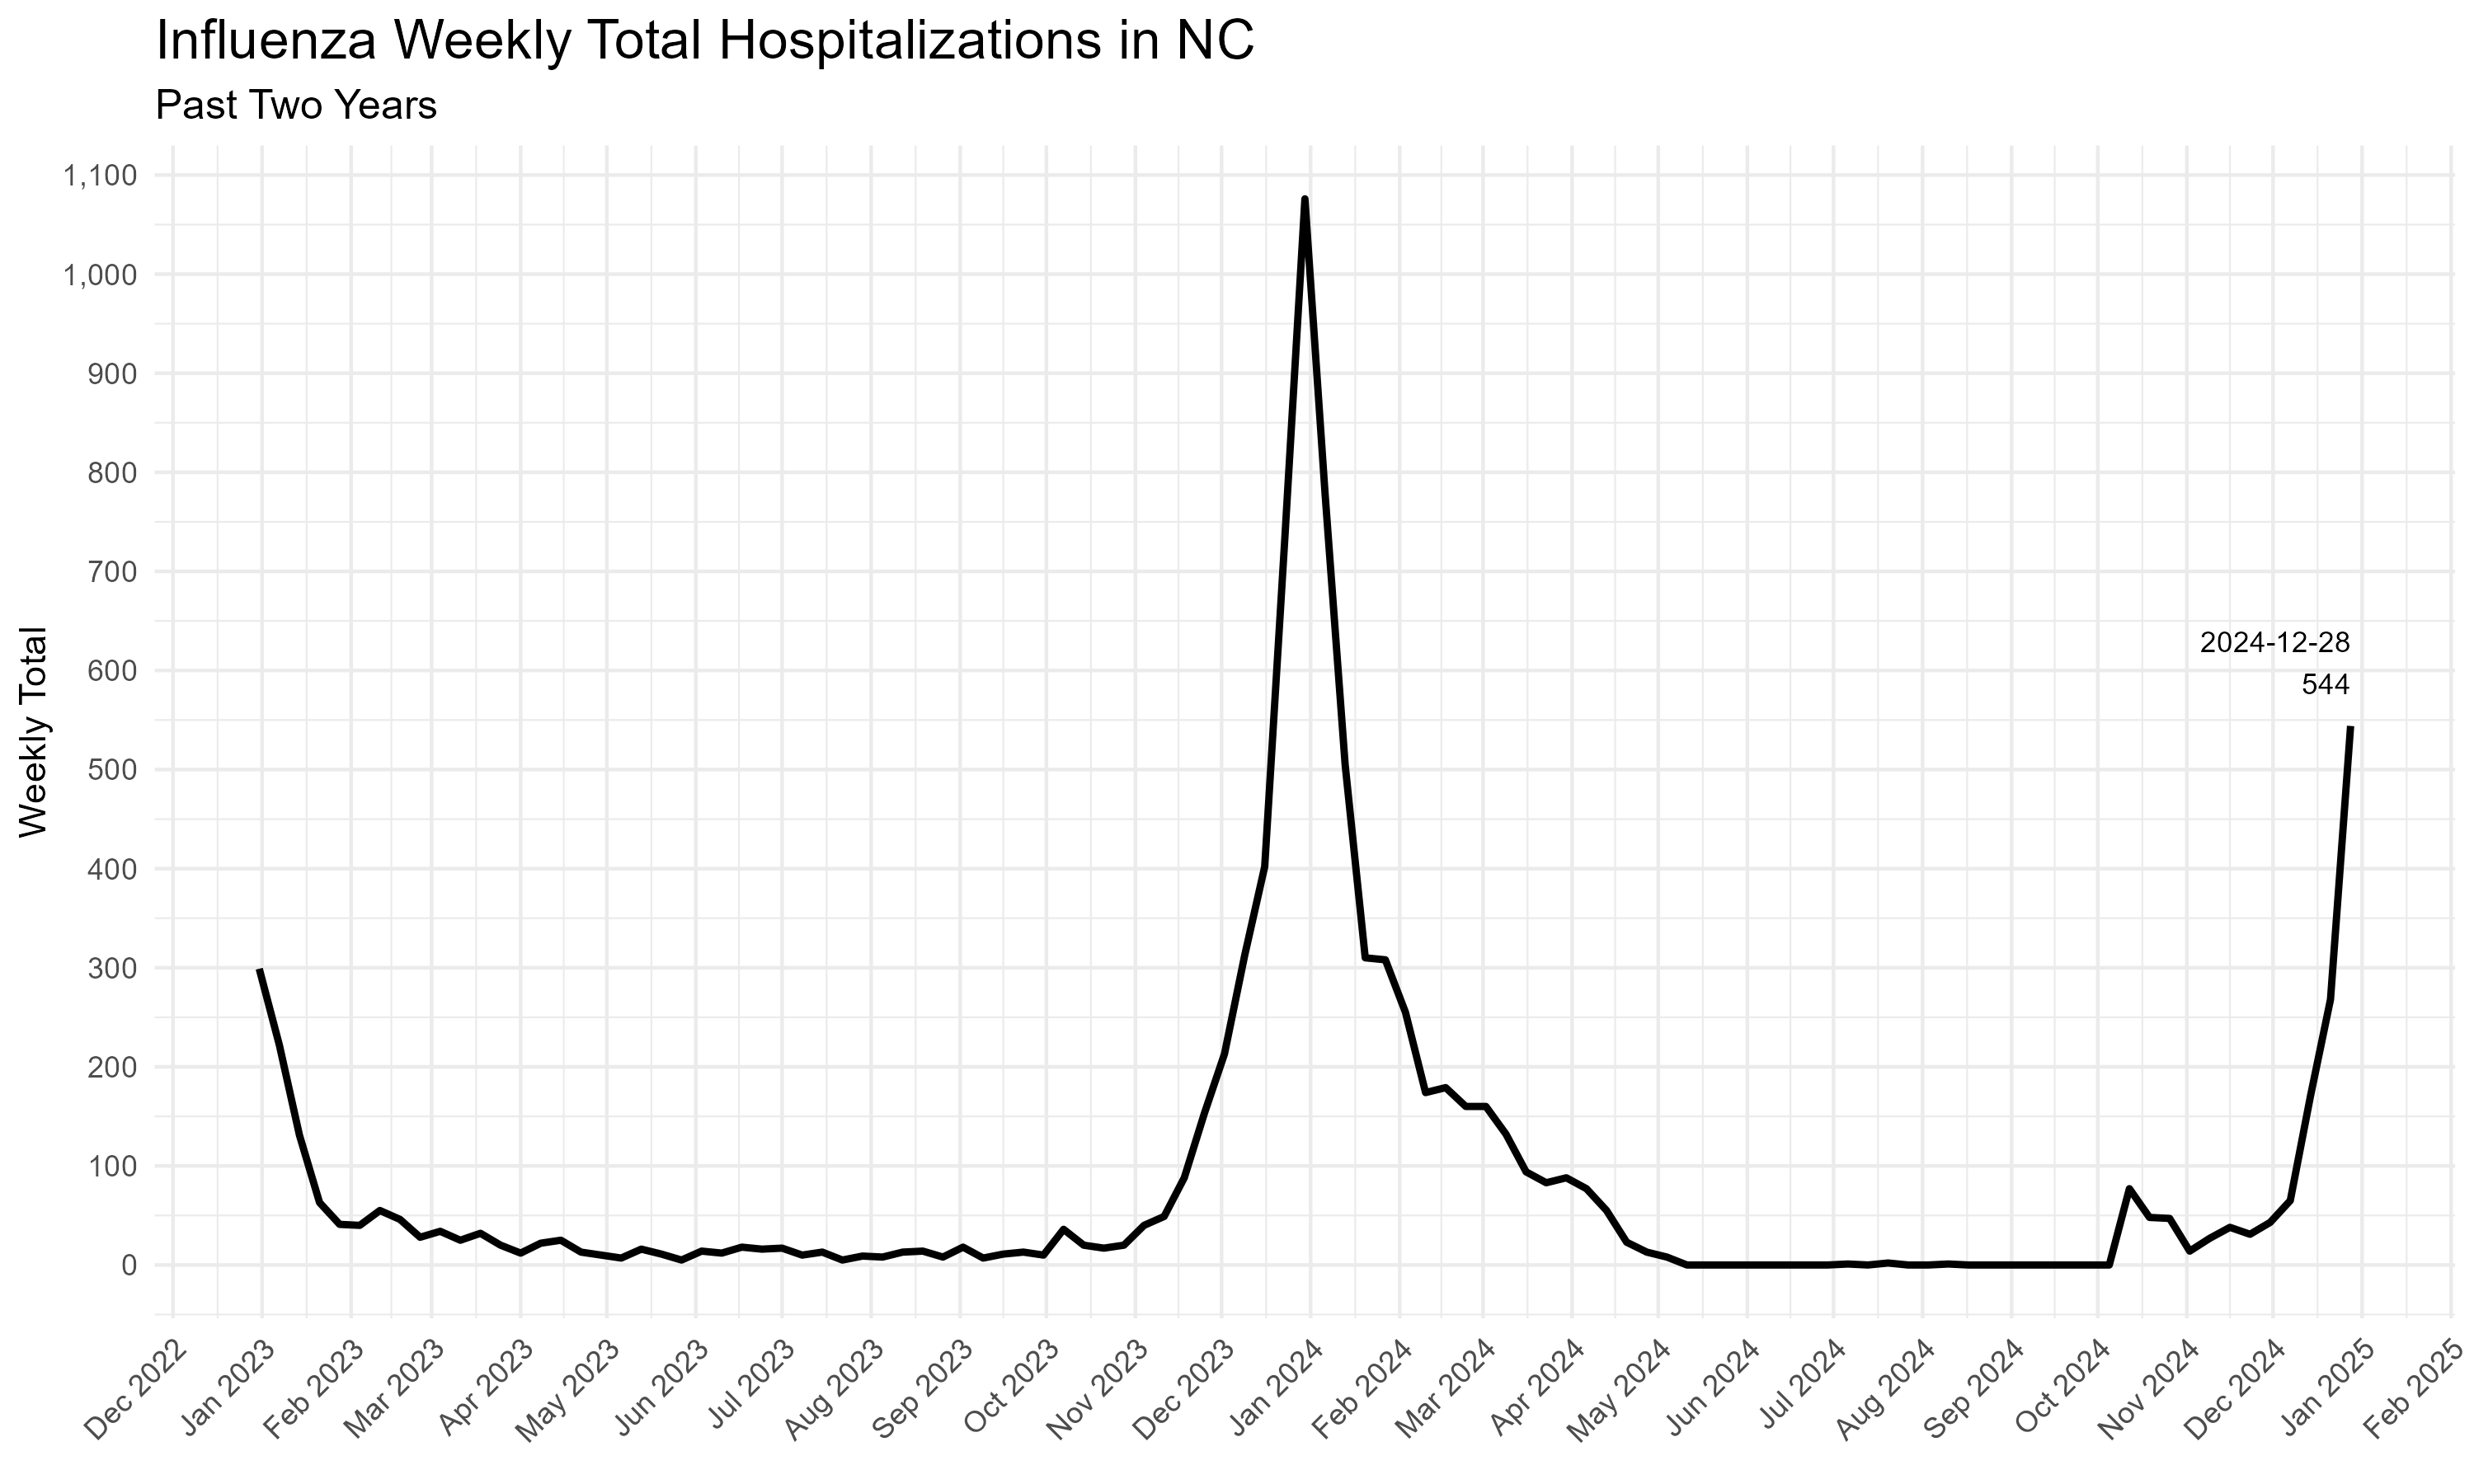 Influenza Weekly Total Hospitalizations in NC
Past Two Years
1,100
1,000
900
800
700
600
500
400
300
200
100
0
Weekly Total
2024-12-28
544
Dec 2022
Jan 2023
Feb 2023
Mar 2023
Apr 2023
May 2023
Jun 2023
Jul 2023
Aug 2023
Sep 2023
Oct 2023
Nov 2023
Dec 2023
Jan 2024
Feb 2024
Mar 2024
Apr 2024
May 2024
Jun 2024
Jul 2024
Aug 2024
Sep 2024
Oct 2024
Nov 2024
Dec 2024
Jan 2025
Feb 2025